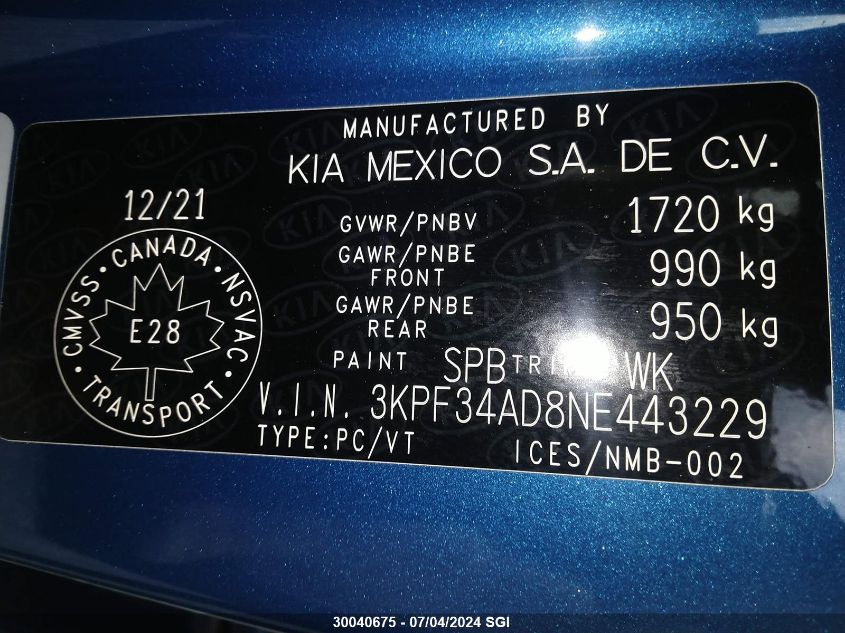 MANUFACTURED BY
KIA MEXICO S.A. DE C.V.
12/21
GVWR/PNBV 1720 kg
GAWR/PNBE FRONT 990 kg
GAWR/PNBE REAR 950 kg
CMVSS • CANADA • NSVAC • TRANSPORT •
E28
PAINT SPB WK
V.I.N. 3KPF34AD8NE443229
TYPE:PC/VT ICES/NMB-002
KIA
30040675 - 07/04/2024 SGI